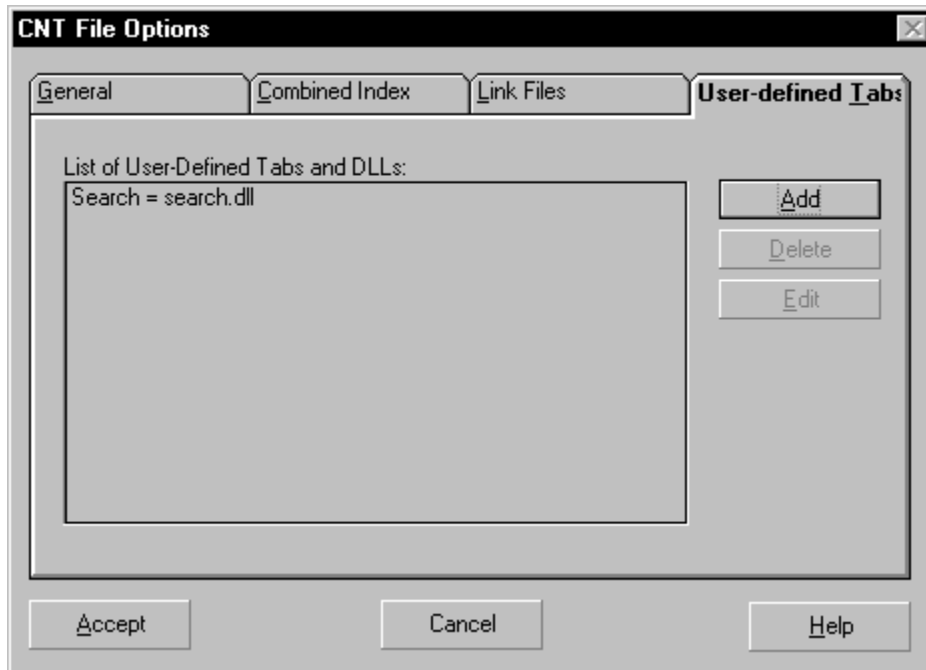 CNT File Options
General
Combined Index
Link Files
User-defined Tabs
List of User-Defined Tabs and DLLs:
Search = search.dll
Add
Delete
Edit
Accept
Cancel
Help